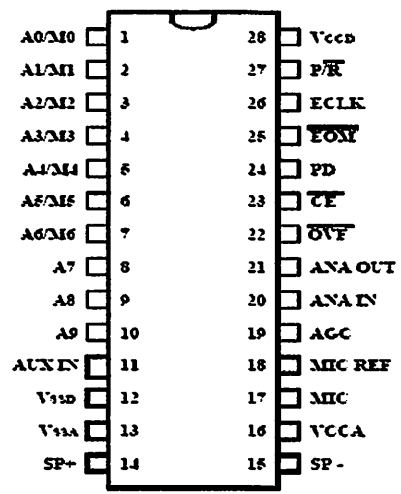 A0/M0 1 28 VCCD
A1/M1 2 27 P/R
A2/M2 3 26 ECLK
A3/M3 4 25 EOM
A4/M4 5 24 PD
A5/M5 6 23 CE
A6/M6 7 22 OVF
A7 8 21 ANA OUT
A8 9 20 ANA IN
A9 10 19 AGC
AUX IN 11 18 MIC REF
VSSD 12 17 MIC
VSSA 13 16 VCCA
SP+ 14 15 SP -